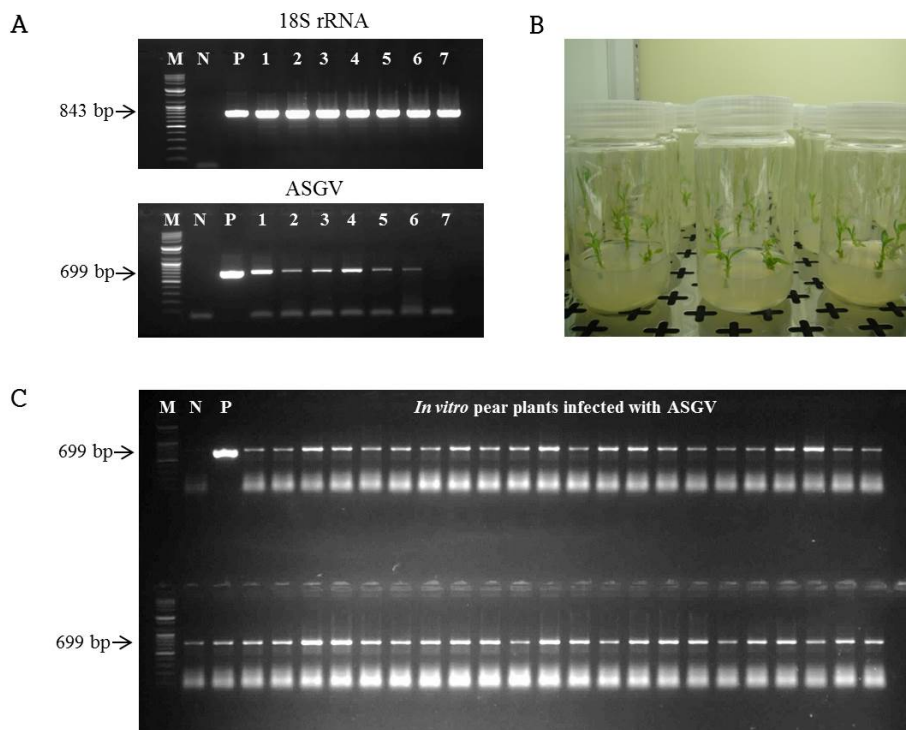 A
18S rRNA
M N P 1 2 3 4 5 6 7
843 bp→
ASGV
M N P 1 2 3 4 5 6 7
699 bp→
B
C
M N P In vitro pear plants infected with ASGV
699 bp→
699 bp→